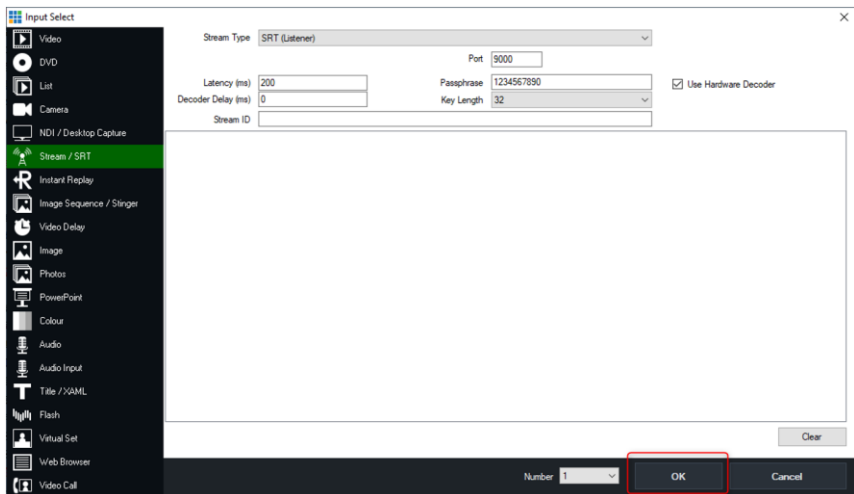 Input Select
Video
DVD
List
Camera
NDI / Desktop Capture
Stream / SRT
Instant Replay
Image Sequence / Stinger
Video Delay
Image
Photos
PowerPoint
Colour
Audio
Audio Input
Title / XAML
Flash
Virtual Set
Web Browser
Video Call
Stream Type SRT (Listener)
Port 9000
Latency (ms) 200 Passphrase 1234567890 Use Hardware Decoder
Decoder Delay (ms) 0 Key Length 32
Stream ID
Clear
Number 1 OK Cancel